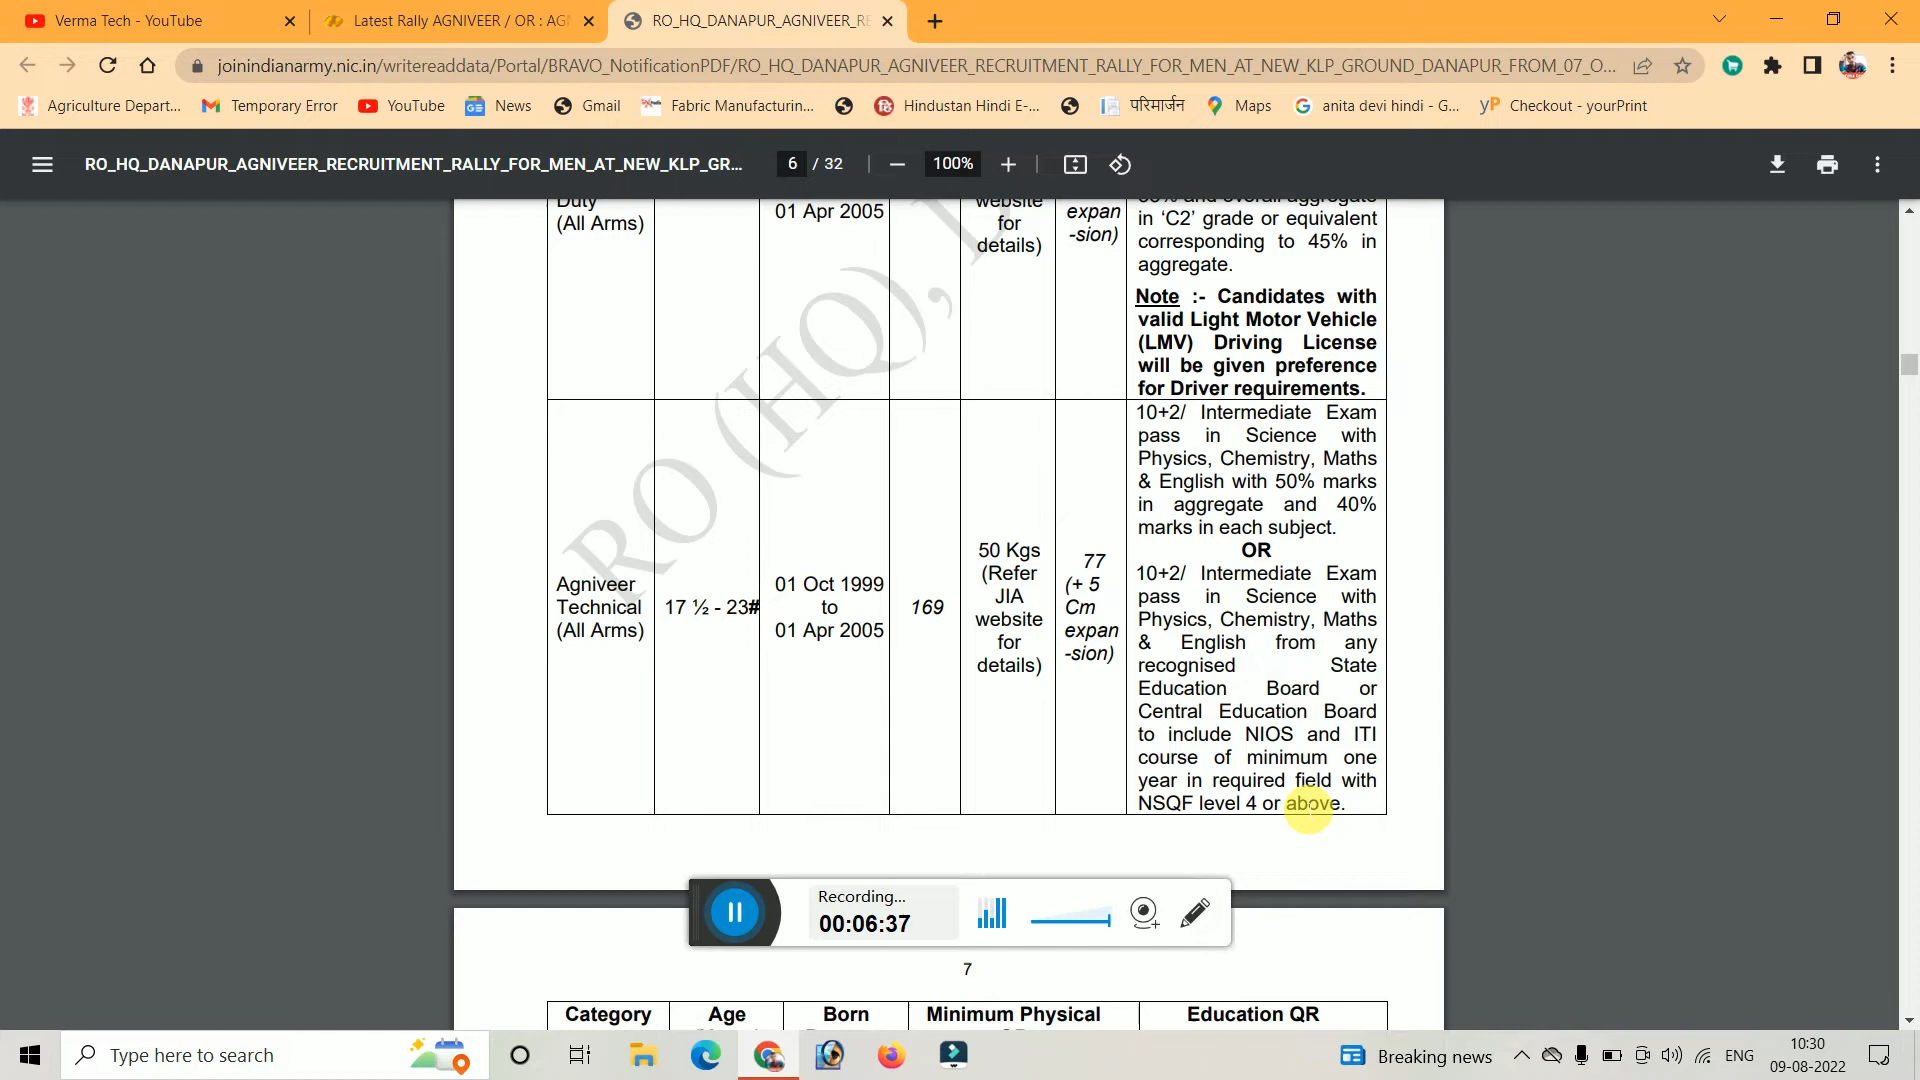 Verma Tech - YouTube
Latest Rally AGNIVEER / OR : AGN
RO_HQ_DANAPUR_AGNIVEER_RE
joinindianarmy.nic.in/writereaddata/Portal/BRAVO_NotificationPDF/RO_HQ_DANAPUR_AGNIVEER_RECRUITMENT_RALLY_FOR_MEN_AT_NEW_KLP_GROUND_DANAPUR_FROM_07_O...
Agriculture Depart...
Temporary Error
YouTube
News
Gmail
Fabric Manufacturin...
Hindustan Hindi E-...
परिमार्जन
Maps
anita devi hindi - G...
yP Checkout - yourPrint
RO_HQ_DANAPUR_AGNIVEER_RECRUITMENT_RALLY_FOR_MEN_AT_NEW_KLP_GR...
6 / 32
100%
Duty
(All Arms)
01 Apr 2005
website
for
details)
expan
-sion)
and overall aggregate
in ‘C2’ grade or equivalent
corresponding to 45% in
aggregate.
Note :- Candidates with
valid Light Motor Vehicle
(LMV) Driving License
will be given preference
for Driver requirements.
RO (HQ),
Agniveer
Technical
(All Arms)
17 ½ - 23#
01 Oct 1999
to
01 Apr 2005
169
50 Kgs
(Refer
JIA
website
for
details)
77
(+ 5
Cm
expan
-sion)
10+2/ Intermediate Exam
pass in Science with
Physics, Chemistry, Maths
& English with 50% marks
in aggregate and 40%
marks in each subject.
OR
10+2/ Intermediate Exam
pass in Science with
Physics, Chemistry, Maths
& English from any
recognised State
Education Board or
Central Education Board
to include NIOS and ITI
course of minimum one
year in required field with
NSQF level 4 or above.
Recording...
00:06:37
7
Category
Age
Born
Minimum Physical
Education QR
Type here to search
Breaking news
ENG
10:30
09-08-2022